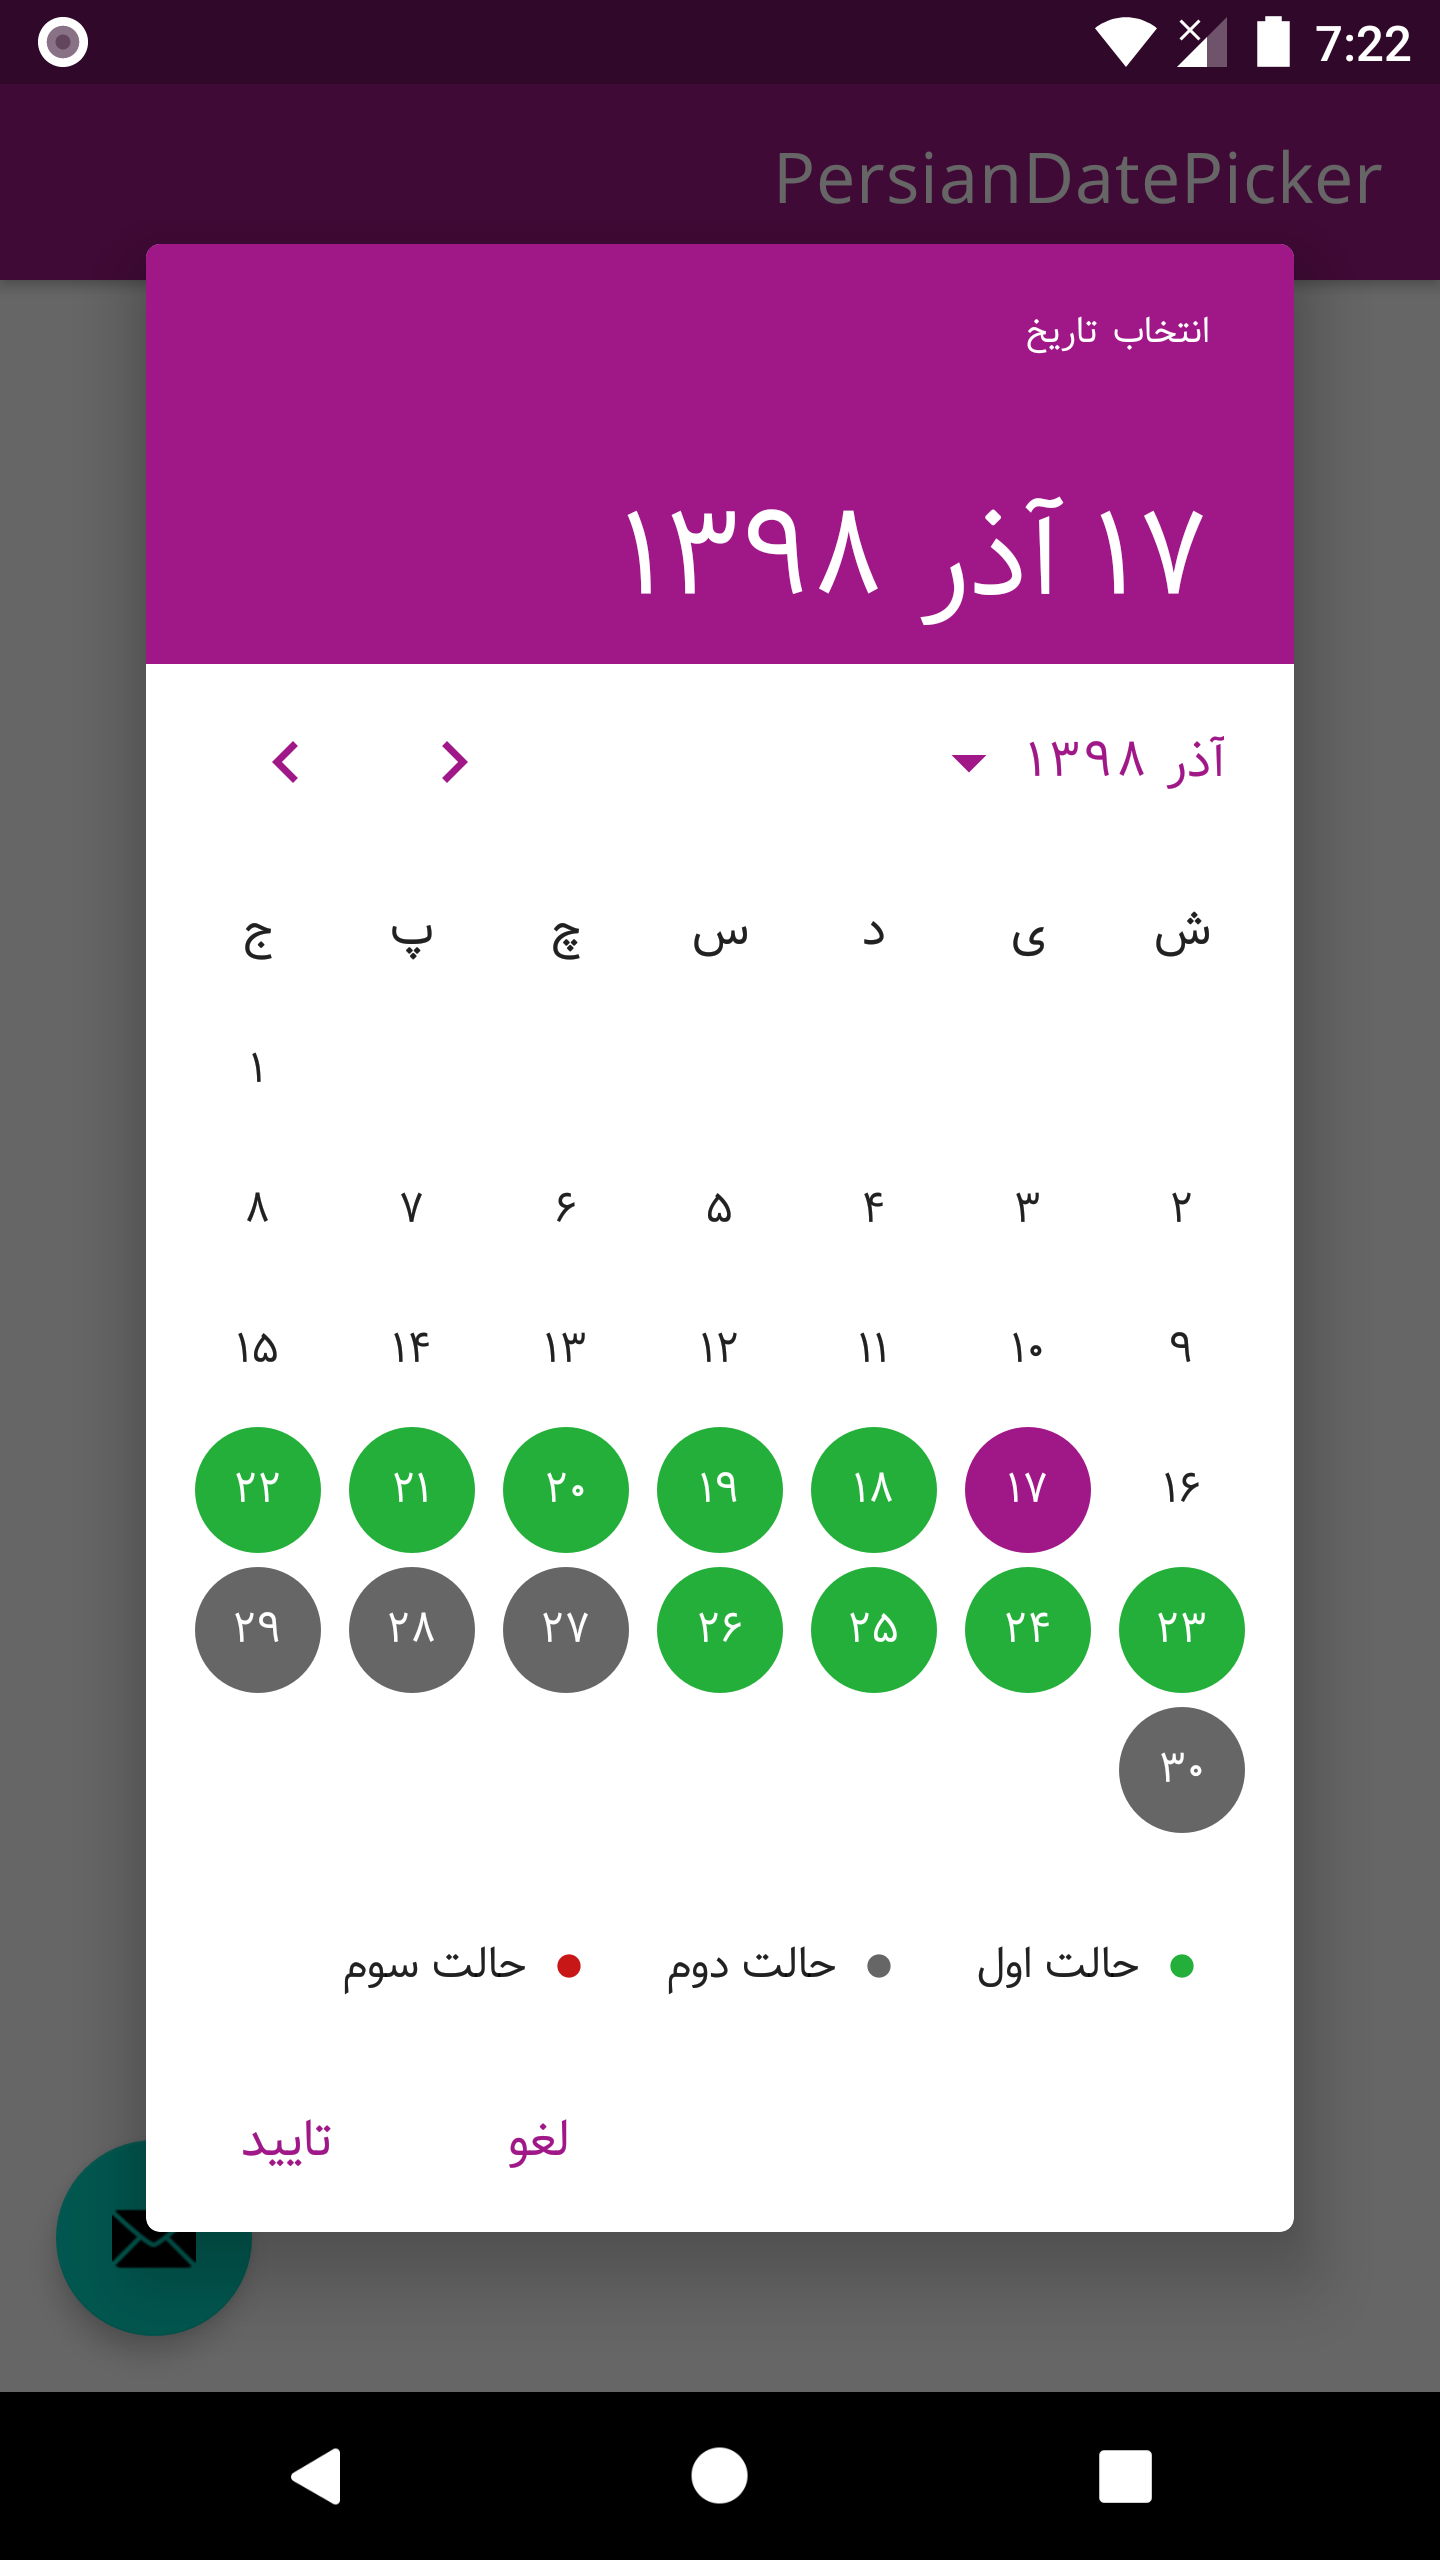 7:22
PersianDatePicker
انتخاب تاریخ
۱۷ آذر ۱۳۹۸
آذر ۱۳۹۸
ش ی د س چ پ ج
۱
۲ ۳ ۴ ۵ ۶ ۷ ۸
۹ ۱۰ ۱۱ ۱۲ ۱۳ ۱۴ ۱۵
۱۶ ۱۷ ۱۸ ۱۹ ۲۰ ۲۱ ۲۲
۲۳ ۲۴ ۲۵ ۲۶ ۲۷ ۲۸ ۲۹
۳۰
حالت اول حالت دوم حالت سوم
لغو تایید